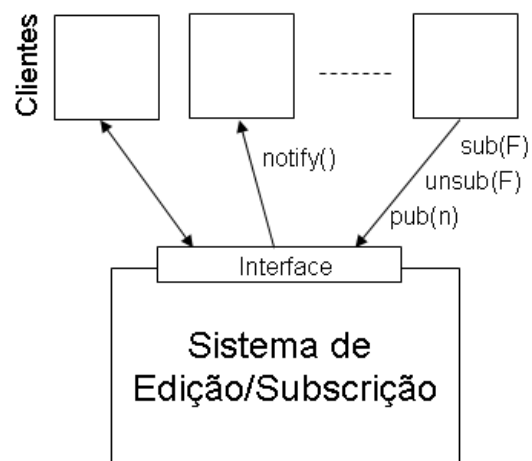 Clientes
notify()
sub(F)
unsub(F)
pub(n)
Interface
Sistema de
Edição/Subscrição